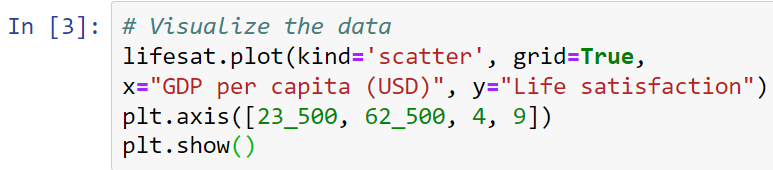 In [3]: # Visualize the data
lifesat.plot(kind='scatter', grid=True,
x="GDP per capita (USD)", y="Life satisfaction")
plt.axis([23_500, 62_500, 4, 9])
plt.show()